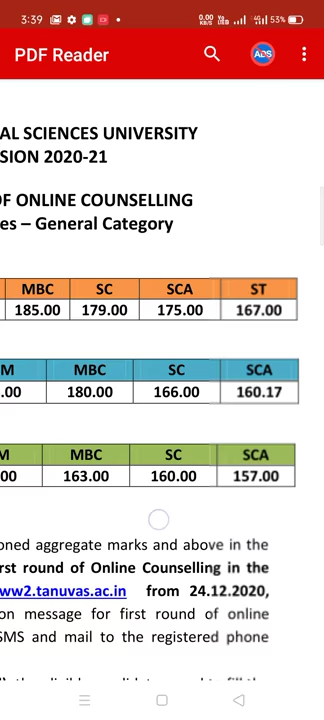 3:39 0.00 KB/S 53%
PDF Reader ADS
AL SCIENCES UNIVERSITY
SION 2020-21
OF ONLINE COUNSELLING
es – General Category
MBC SC SCA ST
185.00 179.00 175.00 167.00
M MBC SC SCA
.00 180.00 166.00 160.17
M MBC SC SCA
00 163.00 160.00 157.00
oned aggregate marks and above in the
rst round of Online Counselling in the
ww2.tanuvas.ac.in from 24.12.2020,
on message for first round of online
SMS and mail to the registered phone